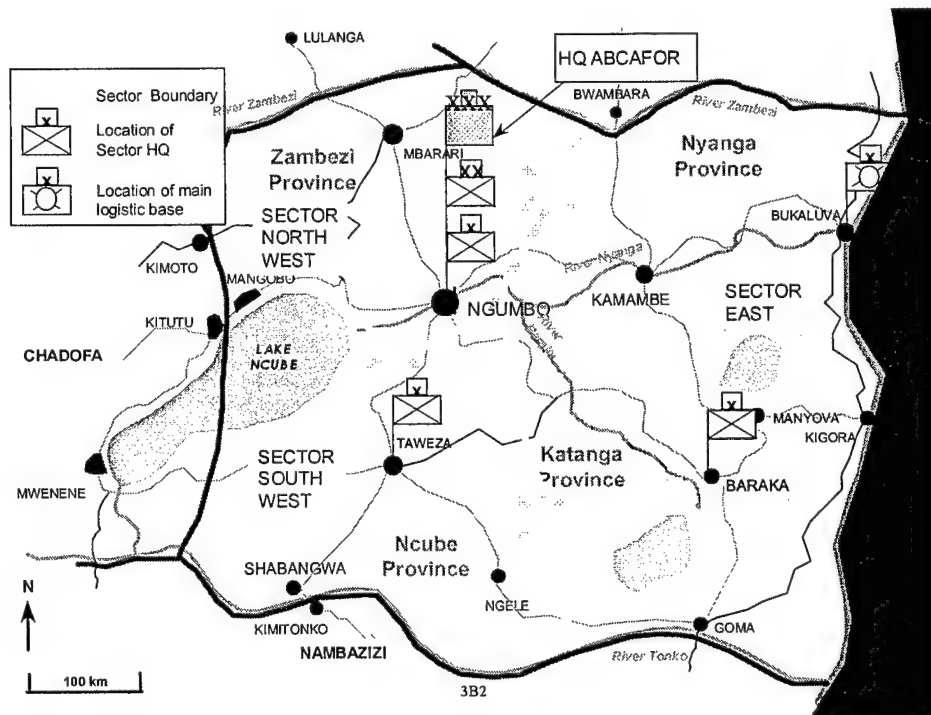 LULANGA
HQ ABCAFOR
BWAMBARA
Sector Boundary
x
Location of
Sector HQ
x
Location of main
logistic base
River Zambezi
River Zambezi
XXX
MBARARI
Zambezi
Province
Nyanga
Province
XX
x
x
SECTOR
NORTH
WEST
BUKALUVA
KIMOTO
MANGOBO
River Nyanga
KAMAMBE
NGUMBO
SECTOR
EAST
KITUTU
CHADOFA
LAKE
NCUBE
x
x
TAWEZA
MANYOVA
KIGORA
SECTOR
SOUTH
WEST
Katanga
Province
BARAKA
MWENENE
Ncube
Province
SHABANGWA
N
NGELE
KIMITONKO
GOMA
NAMBAZIZI
River Tonko
100 km
3B2